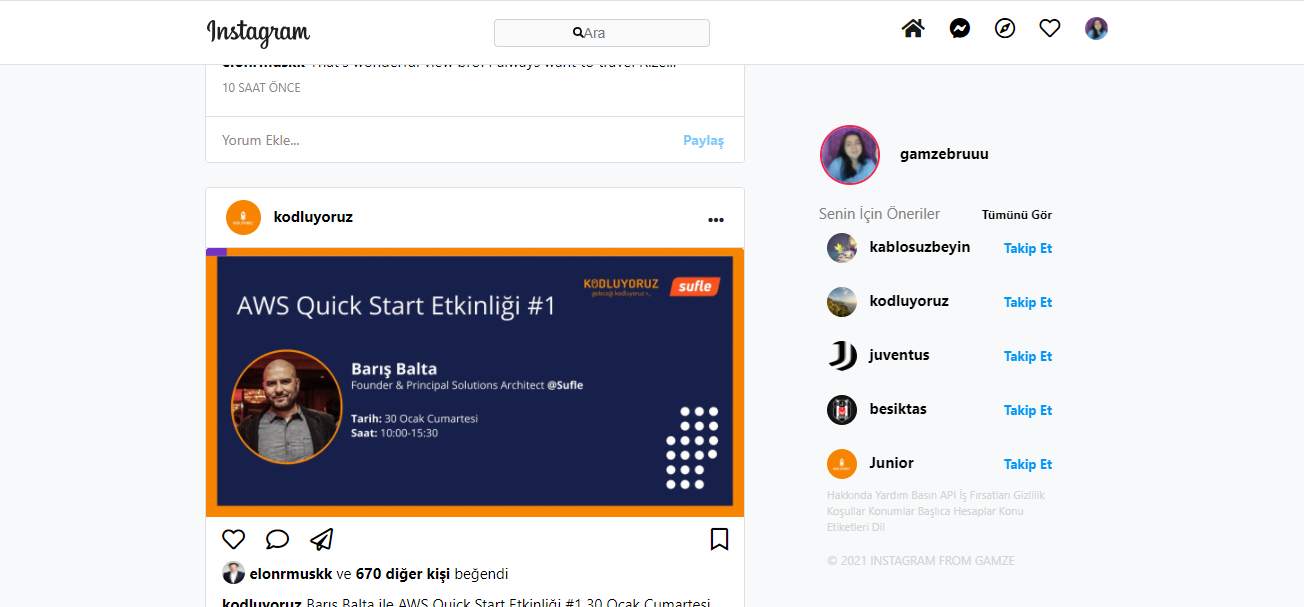 Instagram
Ara
elonrmuskk That's wonderful view bro. I always want to travel Rize...
10 SAAT ÖNCE
Yorum Ekle...
Paylaş
kodluyoruz
AWS Quick Start Etkinliği #1
KODLUYORUZ
geleceği kodluyoruz >_
sufle
Barış Balta
Founder & Principal Solutions Architect @Sufle
Tarih: 30 Ocak Cumartesi
Saat: 10:00-15:30
elonrmuskk ve 670 diğer kişi beğendi
kodluyoruz Barış Balta ile AWS Quick Start Etkinliği #1 30 Ocak Cumartesi
gamzebruuu
Senin İçin Öneriler
Tümünü Gör
kablosuzbeyin
Takip Et
kodluyoruz
Takip Et
juventus
Takip Et
besiktas
Takip Et
Junior
Takip Et
Hakkında Yardım Basın API İş Fırsatları Gizlilik
Koşullar Konumlar Başlıca Hesaplar Konu
Etiketleri Dil
© 2021 INSTAGRAM FROM GAMZE